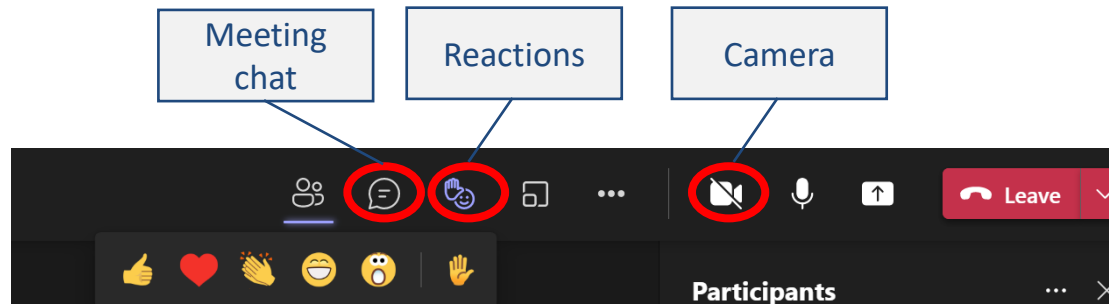 Meeting
chat
Reactions
Camera
Leave
Participants